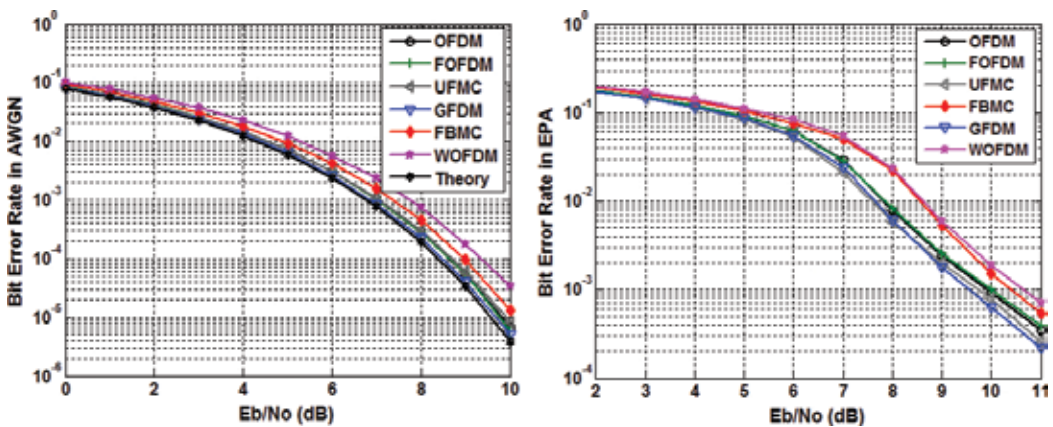 Bit Error Rate in AWGN
10^0
10^-1
10^-2
10^-3
10^-4
10^-5
10^-6
0
2
4
6
8
10
Eb/No (dB)
OFDM
FOFDM
UFMC
GFDM
FBMC
WOFDM
Theory
Bit Error Rate in EPA
10^0
10^-1
10^-2
10^-3
10^-4
2
3
4
5
6
7
8
9
10
11
Eb/No (dB)
OFDM
FOFDM
UFMC
FBMC
GFDM
WOFDM